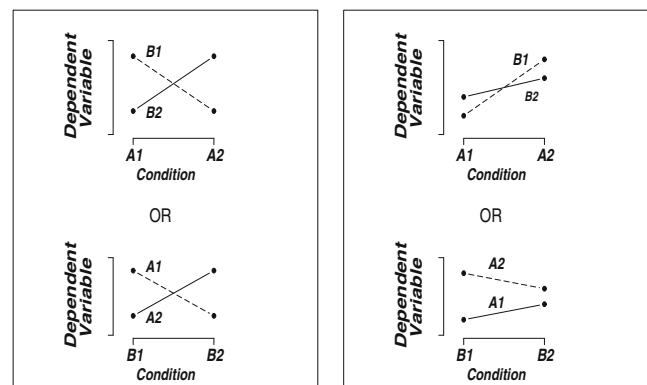 Dependent
Variable
B1
B2
A1 A2
Condition
OR
Dependent
Variable
A1
A2
B1 B2
Condition
Dependent
Variable
B1
B2
A1 A2
Condition
OR
Dependent
Variable
A2
A1
B1 B2
Condition